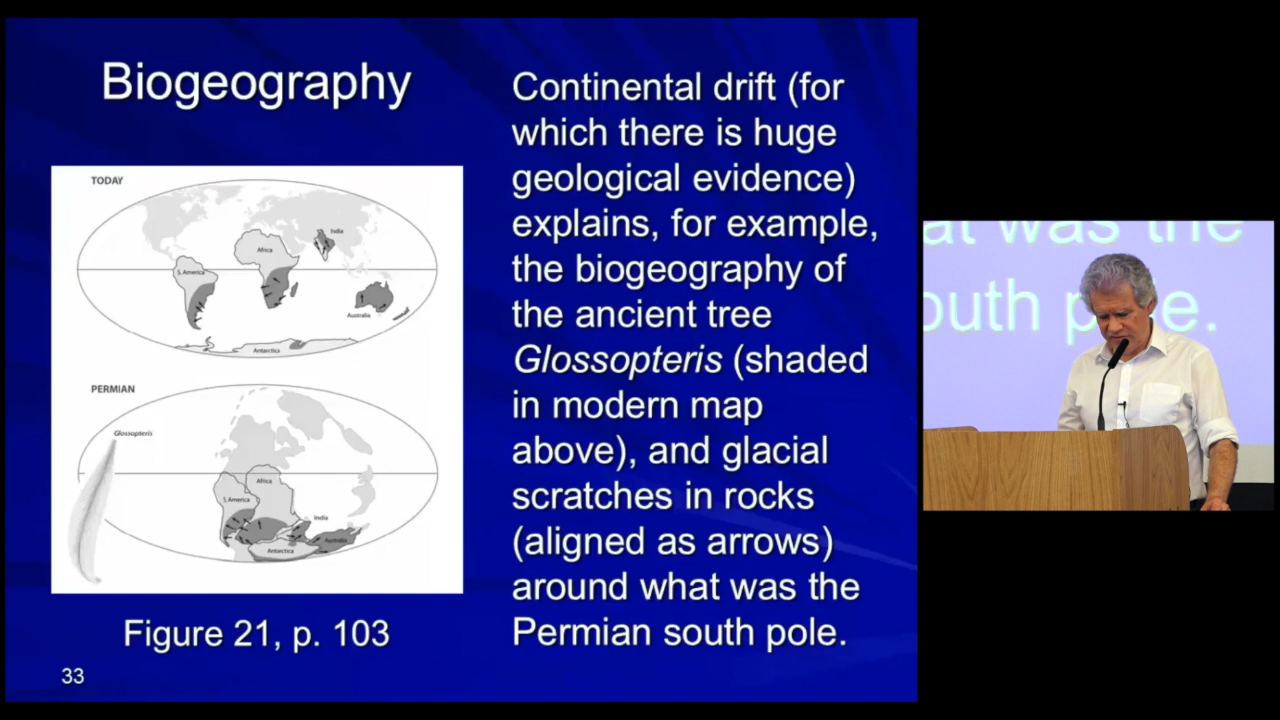 Biogeography
TODAY
India
Africa
S. America
Australia
Antarctica
PERMIAN
Glossopteris
Africa
S. America
India
Australia
Antarctica
Figure 21, p. 103
33
Continental drift (for
which there is huge
geological evidence)
explains, for example,
the biogeography of
the ancient tree
Glossopteris (shaded
in modern map
above), and glacial
scratches in rocks
(aligned as arrows)
around what was the
Permian south pole.
at was the
outh p e.